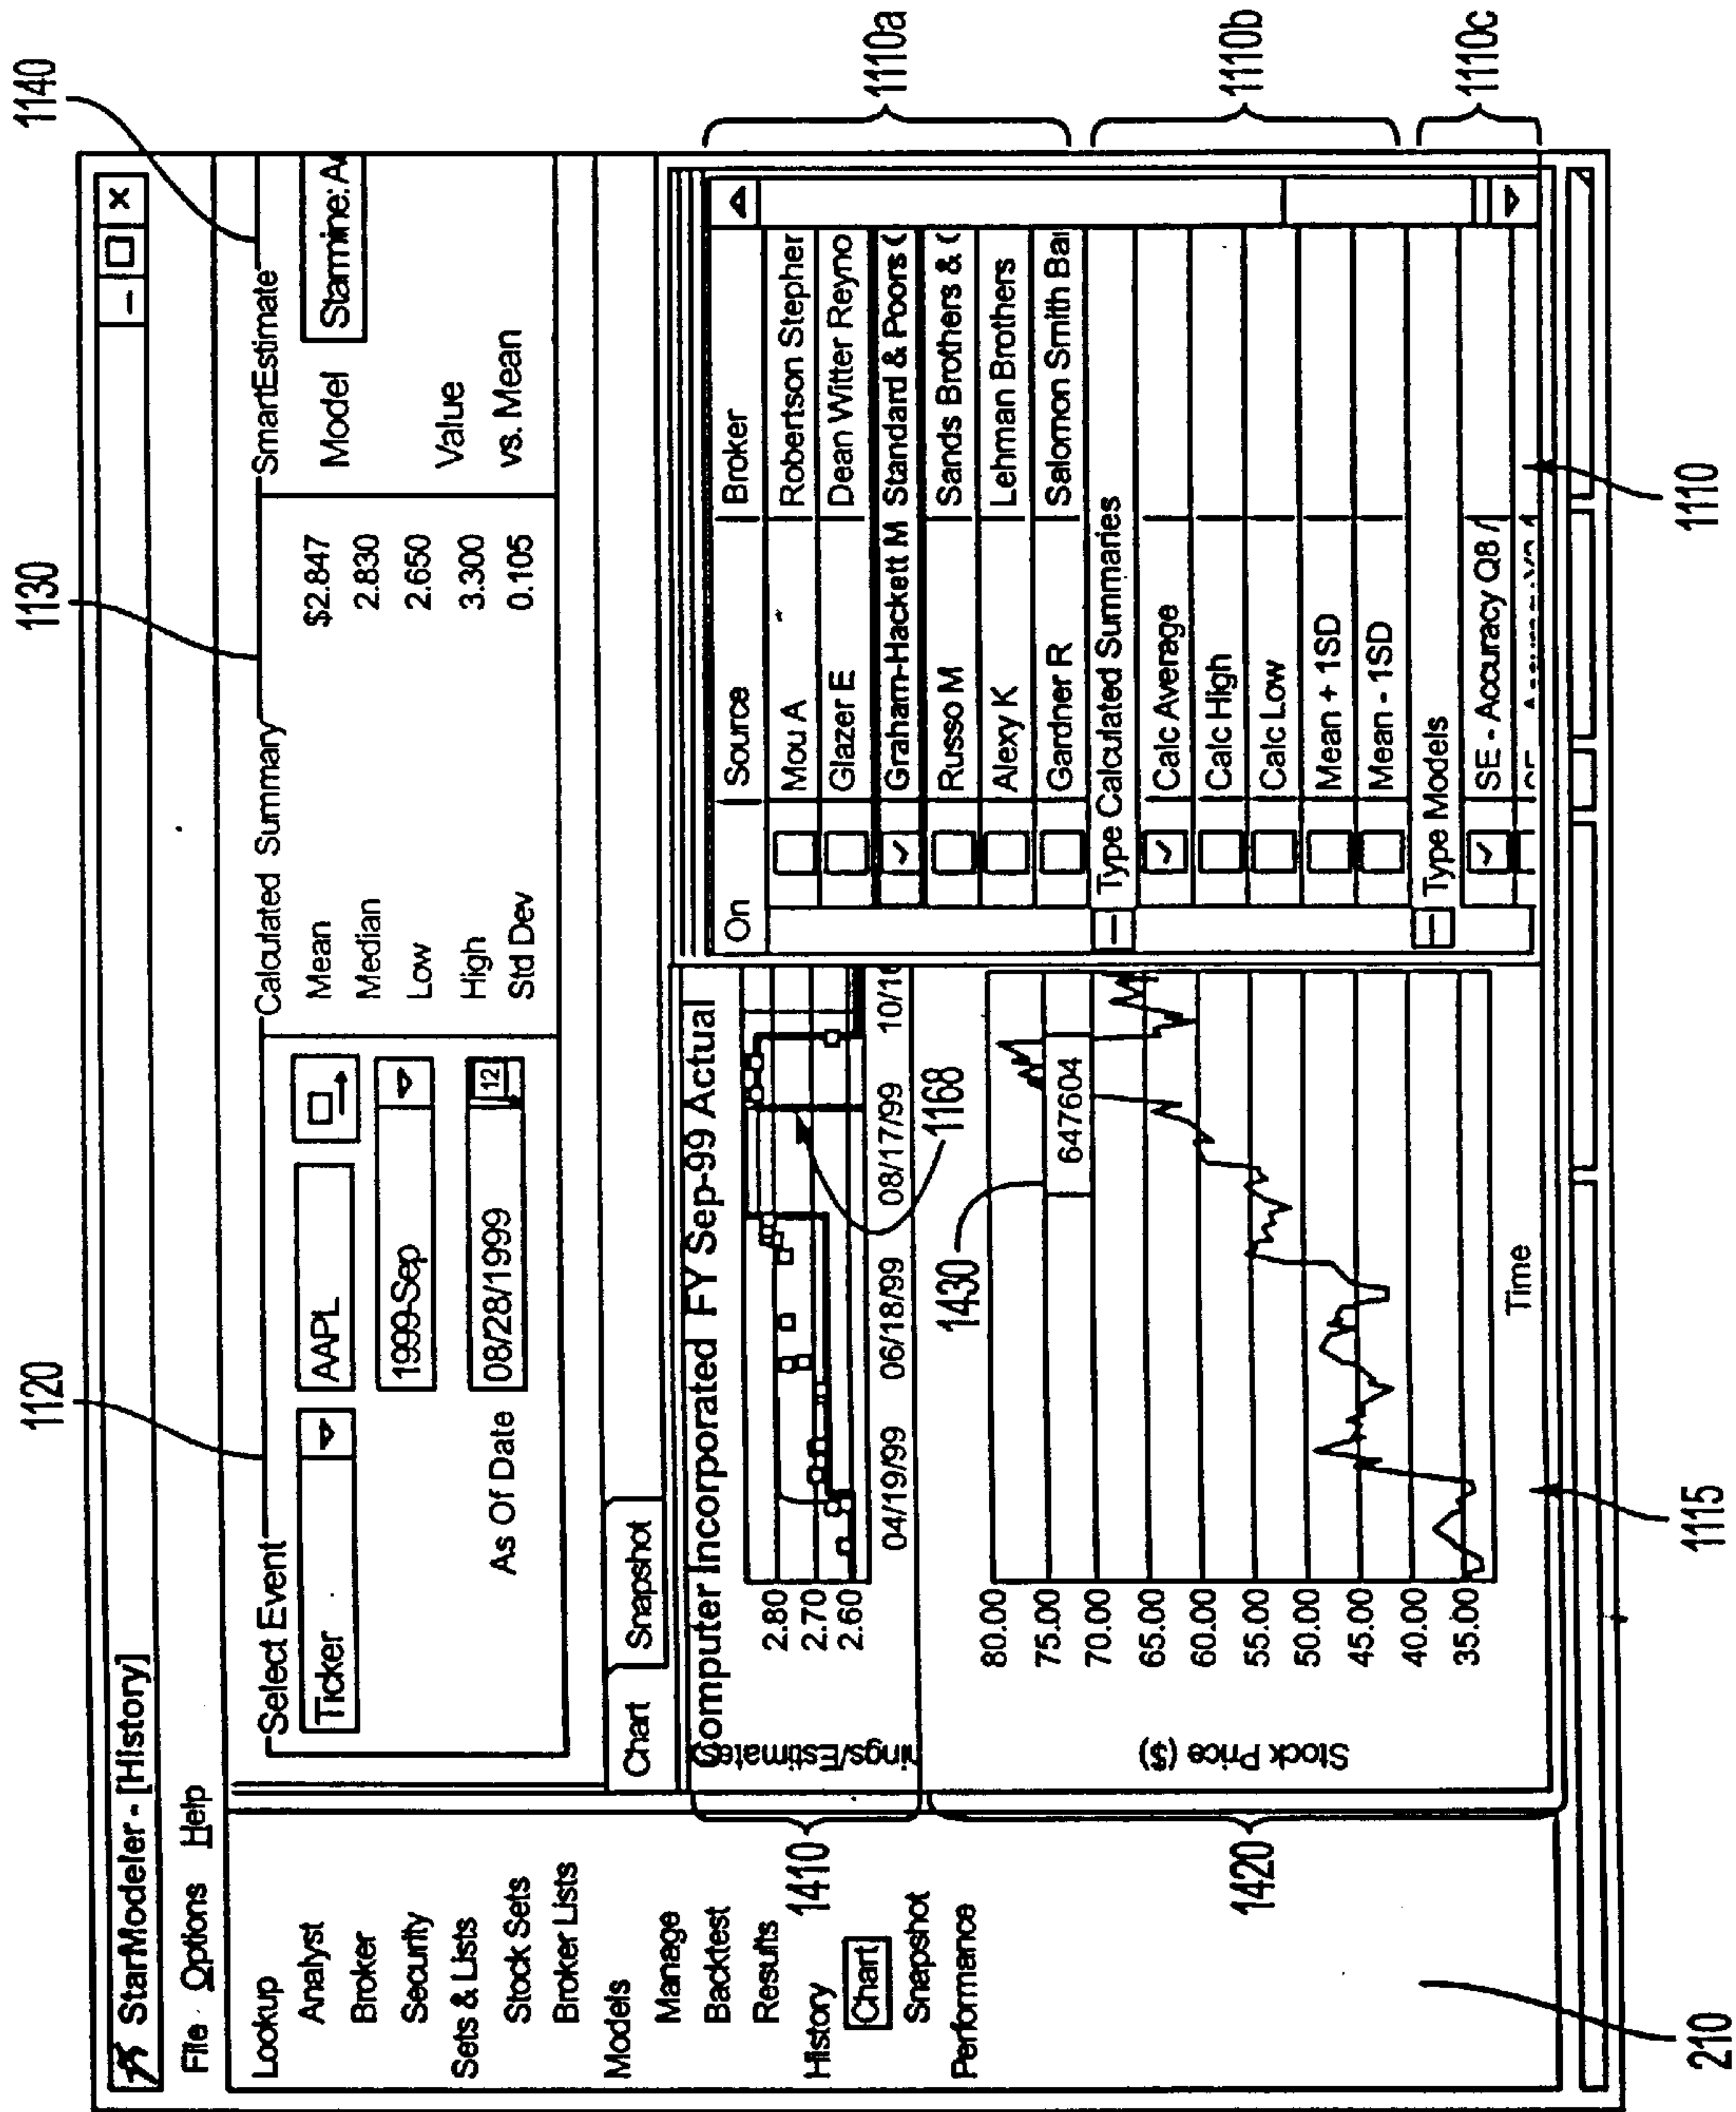 1120
1130
1140
StarModeler - [History]
File Options Help
Lookup
Analyst
Broker
Security
Sets & Lists
Stock Sets
Broker Lists
Models
Manage
Backtest
Results
History
Chart
Snapshot
Performance
Select Event
Ticker
AAPL
1999-Sep
As Of Date
08/28/1999
12
Calculated Summary
Mean $2.847
Median 2.830
Low 2.650
High 3.300
Std Dev 0.105
SmartEstimate
Model
Value
vs. Mean
Chart Snapshot
Computer Incorporated FY Sep-99 Actual
2.80
2.70
2.60
04/19/99 06/18/99 08/17/99 10/1
1168
1430
647604
80.00
75.00
70.00
65.00
60.00
55.00
50.00
45.00
40.00
35.00
Stock Price ($)
Time
On Source Broker
Mou A Robertson Stepher
Glazer E Dean Witter Reyno
Graham-Hackett M Standard & Poors (
Russo M Sands Brothers & (
Alexy K Lehman Brothers
Gardner R Salomon Smith Bar
Type Calculated Summaries
Calc Average
Calc High
Calc Low
Mean + 1SD
Mean - 1SD
Type Models
SE - Accuracy Q8 /
1110a
1110b
1110c
1410
1420
210
1115
1110